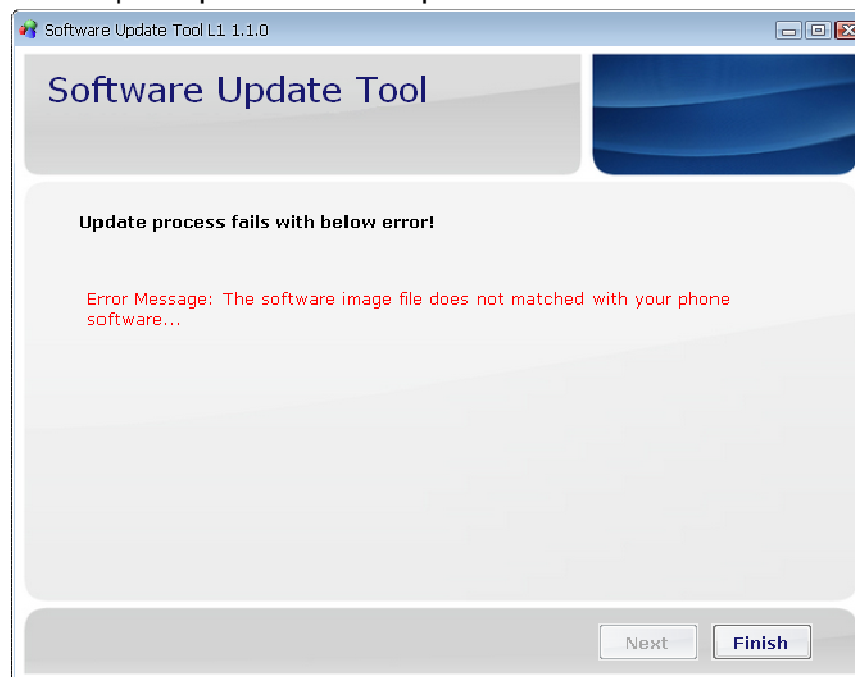 Software Update Tool L1 1.1.0
Software Update Tool
Update process fails with below error!
Error Message: The software image file does not matched with your phone
software...
Next
Finish